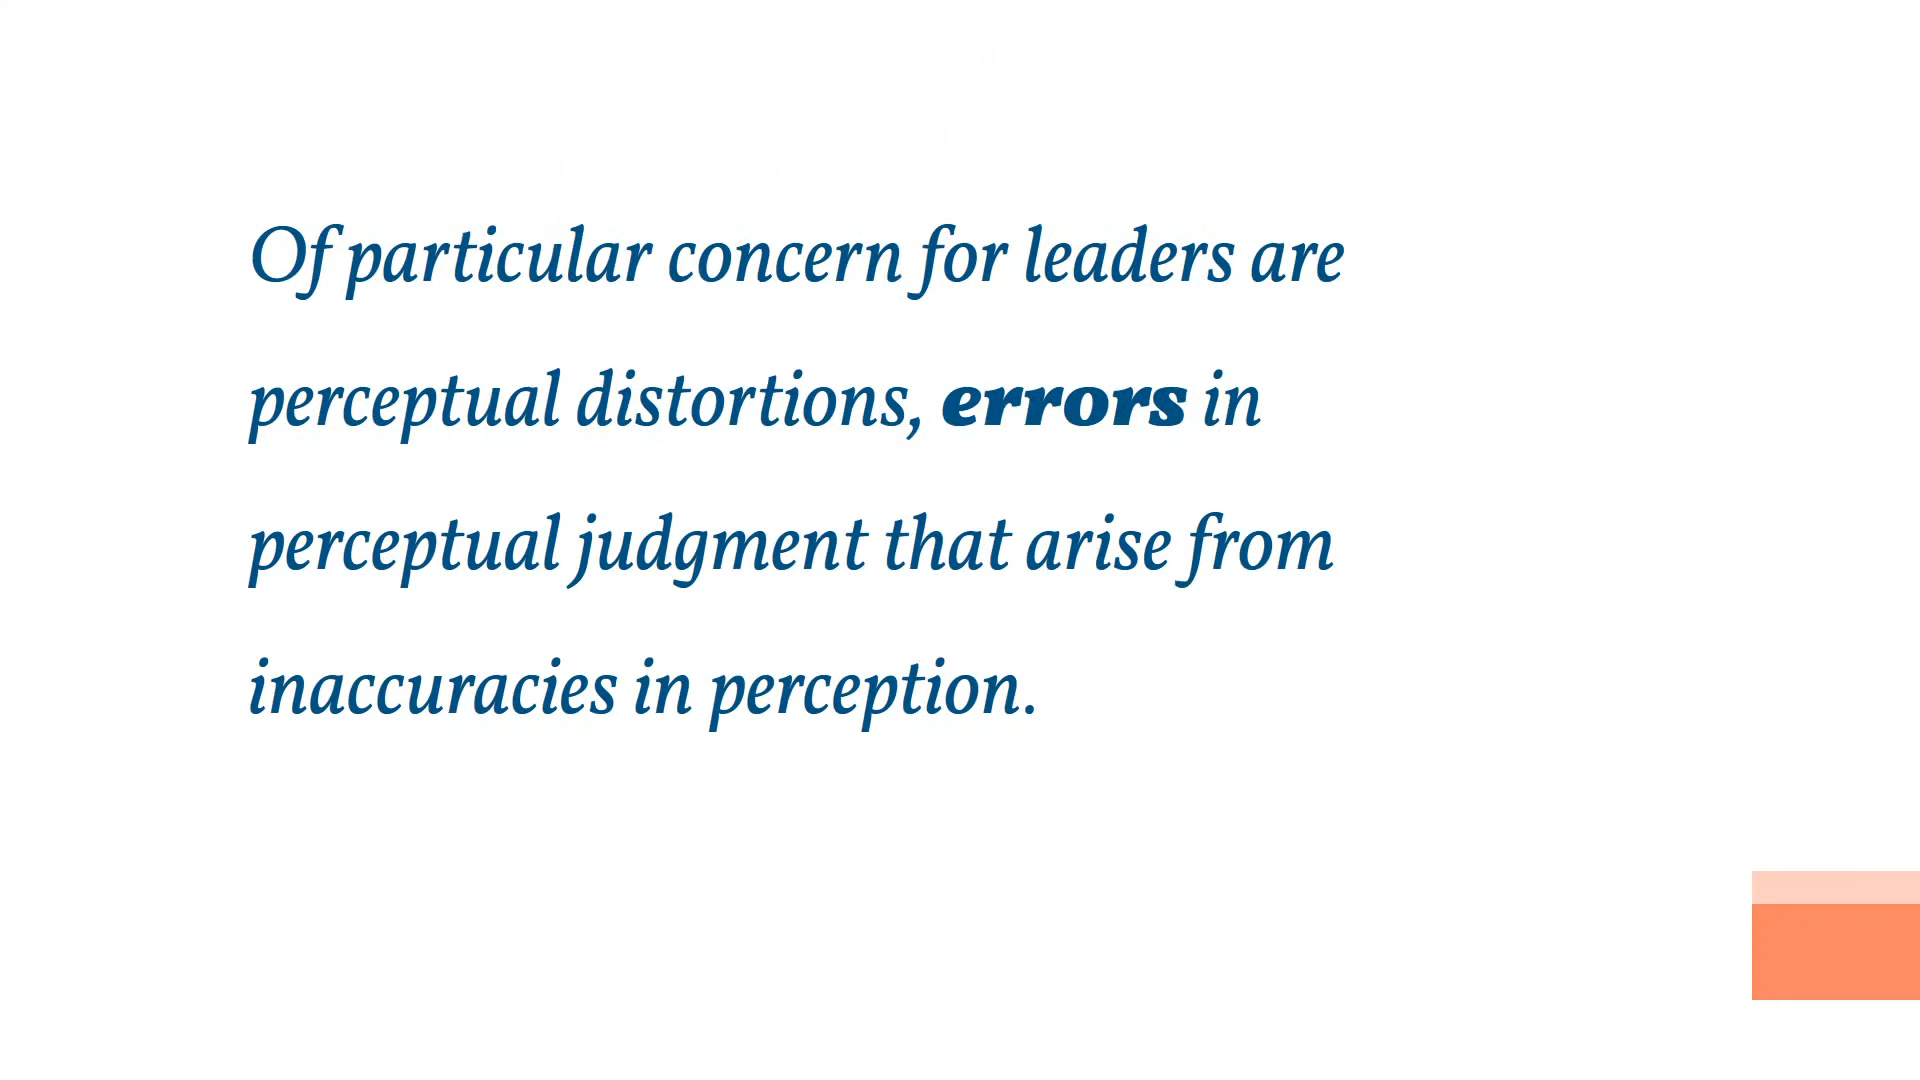 Of particular concern for leaders are
perceptual distortions, errors in
perceptual judgment that arise from
inaccuracies in perception.